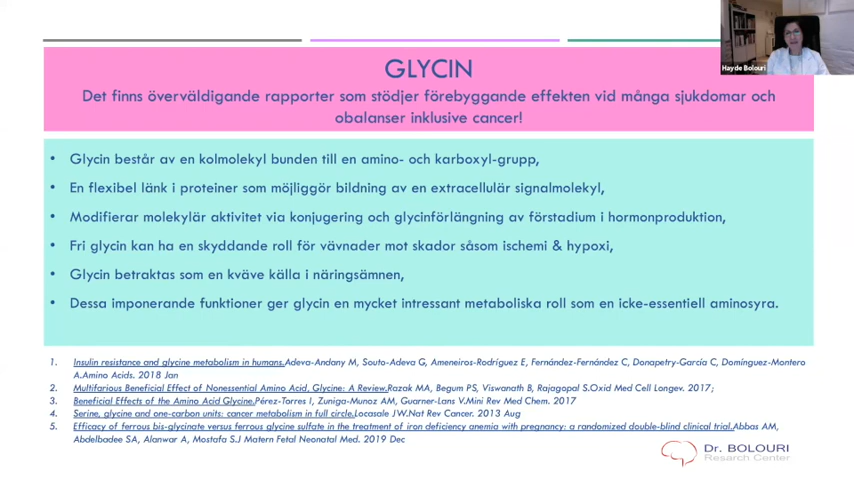 Hayde Bolouri
GLYCIN
Det finns överväldigande rapporter som stödjer förebyggande effekten vid många sjukdomar och
obalanser inklusive cancer!
• Glycin består av en kolmolekyl bunden till en amino- och karboxyl-grupp,
• En flexibel länk i proteiner som möjliggör bildning av en extracellulär signalmolekyl,
• Modifierar molekylär aktivitet via konjugering och glycinförlängning av förstadium i hormonproduktion,
• Fri glycin kan ha en skyddande roll för vävnader mot skador såsom ischemi & hypoxi,
• Glycin betraktas som en kväve källa i näringsämnen,
• Dessa imponerande funktioner ger glycin en mycket intressant metaboliska roll som en icke-essentiell aminosyra.
1. Insulin resistance and glycine metabolism in humans.Adeva-Andany M, Souto-Adeva G, Ameneiros-Rodríguez E, Fernández-Fernández C, Donapetry-García C, Domínguez-Montero
A.Amino Acids. 2018 Jan
2. Multifarious Beneficial Effect of Nonessential Amino Acid, Glycine: A Review.Razak MA, Begum PS, Viswanath B, Rajagopal S.Oxid Med Cell Longev. 2017;
3. Beneficial Effects of the Amino Acid Glycine.Pérez-Torres I, Zuniga-Munoz AM, Guarner-Lans V.Mini Rev Med Chem. 2017
4. Serine, glycine and one-carbon units: cancer metabolism in full circle.Locasale JW.Nat Rev Cancer. 2013 Aug
5. Efficacy of ferrous bis-glycinate versus ferrous glycine sulfate in the treatment of iron deficiency anemia with pregnancy: a randomized double-blind clinical trial.Abbas AM,
Abdelbadee SA, Alanwar A, Mostafa S.J Matern Fetal Neonatal Med. 2019 Dec
Dr. BOLOURI
Resarch Center